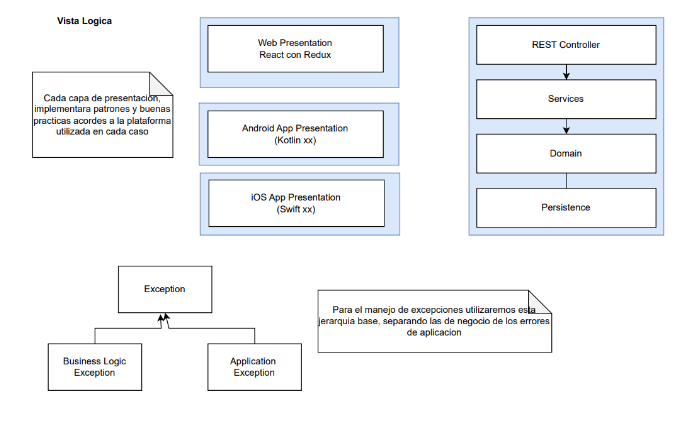 Vista Logica
Web Presentation
React con Redux
REST Controller
Cada capa de presentación,
implementara patrones y buenas
practicas acordes a la plataforma
utilizada en cada caso
Services
Android App Presentation
(Kotlin xx)
Domain
iOS App Presentation
(Swift xx)
Persistence
Exception
Para el manejo de excepciones utilizaremos esta
jerarquia base, separando las de negocio de los errores
de aplicacion
Business Logic
Exception
Application
Exception